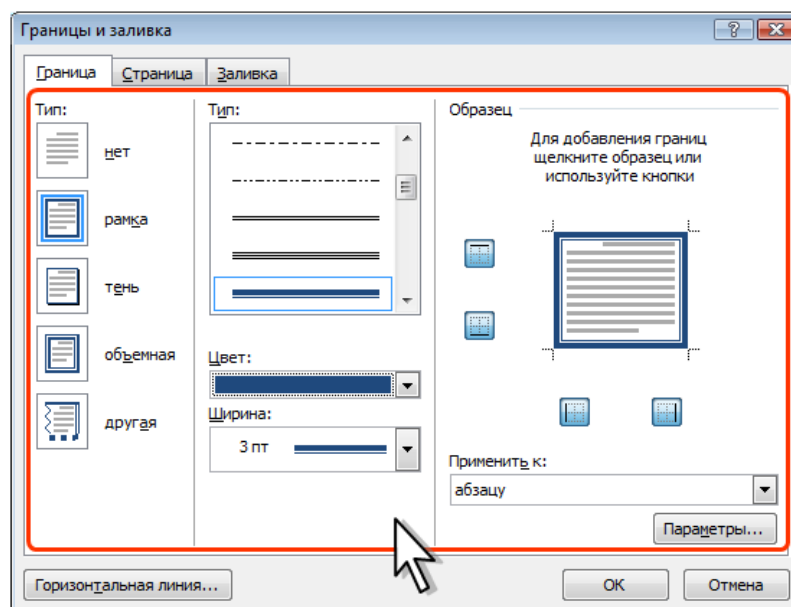 Границы и заливка
Граница
Страница
Заливка
Тип:
нет
рамка
тень
объемная
другая
Тип:
Цвет:
Ширина:
3 пт
Образец
Для добавления границ
щелкните образец или
используйте кнопки
Применить к:
абзацу
Параметры...
Горизонтальная линия...
ОК
Отмена